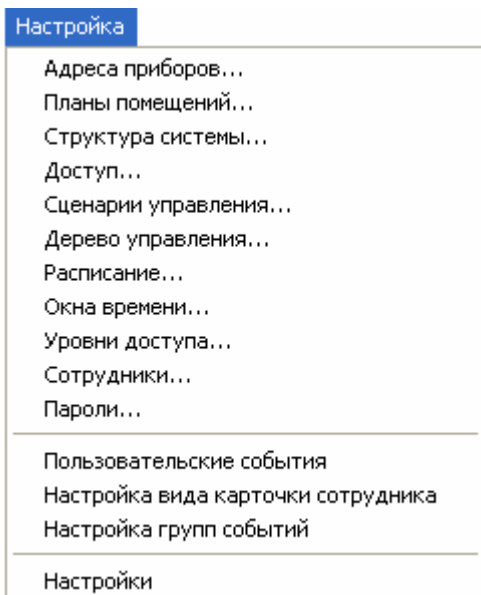 Настройка
Адреса приборов...
Планы помещений...
Структура системы...
Доступ...
Сценарии управления...
Дерево управления...
Расписание...
Окна времени...
Уровни доступа...
Сотрудники...
Пароли...
Пользовательские события
Настройка вида карточки сотрудника
Настройка групп событий
Настройки